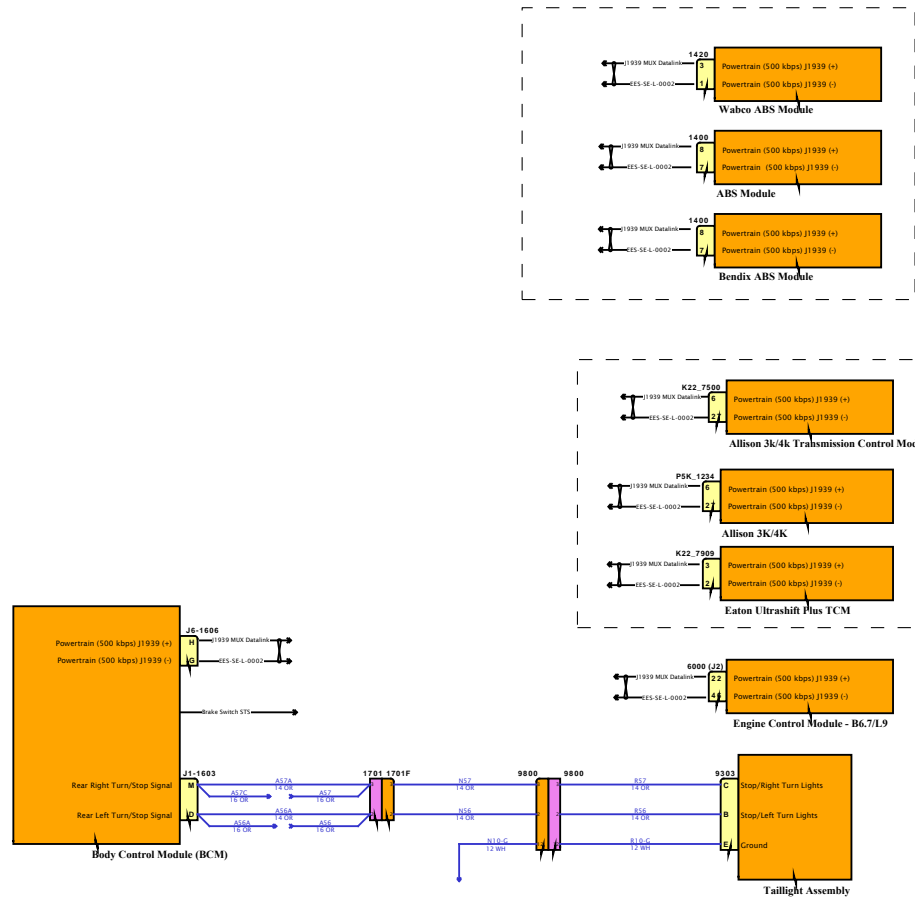 1420
J1939 MUX Datalink
3
Powertrain (500 kbps) J1939 (+)
EES-SE-L-0002
1
Powertrain (500 kbps) J1939 (-)
Wabco ABS Module
1400
J1939 MUX Datalink
8
Powertrain (500 kbps) J1939 (+)
EES-SE-L-0002
7
Powertrain (500 kbps) J1939 (-)
ABS Module
1400
J1939 MUX Datalink
8
Powertrain (500 kbps) J1939 (+)
EES-SE-L-0002
7
Powertrain (500 kbps) J1939 (-)
Bendix ABS Module
K22_7500
J1939 MUX Datalink
6
Powertrain (500 kbps) J1939 (+)
EES-SE-L-0002
Powertrain (500 kbps) J1939 (-)
Allison 3k/4k Transmission Control Mod
P5K_1234
J1939 MUX Datalink
6
Powertrain (500 kbps) J1939 (+)
EES-SE-L-0002
Powertrain (500 kbps) J1939 (-)
Allison 3K/4K
K22_7909
J1939 MUX Datalink
3
Powertrain (500 kbps) J1939 (+)
EES-SE-L-0002
2
Powertrain (500 kbps) J1939 (-)
Eaton Ultrashift Plus TCM
J6-1606
Powertrain (500 kbps) J1939 (+)
H
J1939 MUX Datalink
Powertrain (500 kbps) J1939 (-)
G
EES-SE-L-0002
Brake Switch STS
6000 (J2)
J1939 MUX Datalink
22
Powertrain (500 kbps) J1939 (+)
EES-SE-L-0002
Powertrain (500 kbps) J1939 (-)
Engine Control Module - B6.7/L9
J1-1603
1701
1701F
9800
9800
9303
Rear Right Turn/Stop Signal
M
A57A
14 OR
A57C
16 OR
A57
16 OR
N57
14 OR
R57
14 OR
C
Stop/Right Turn Lights
Rear Left Turn/Stop Signal
D
A56A
14 OR
A56A
16 OR
A56
16 OR
N56
14 OR
R56
14 OR
B
Stop/Left Turn Lights
N10-G
12 WH
R10-G
12 WH
E
Ground
Body Control Module (BCM)
Taillight Assembly